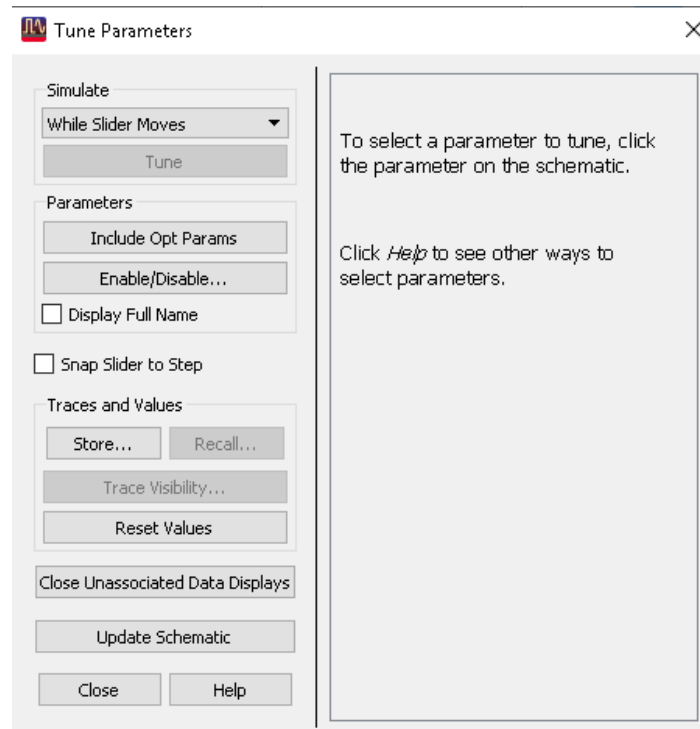 Tune Parameters
Simulate
While Slider Moves
Tune
Parameters
Include Opt Params
Enable/Disable...
Display Full Name
Snap Slider to Step
Traces and Values
Store...
Recall...
Trace Visibility...
Reset Values
Close Unassociated Data Displays
Update Schematic
Close
Help
To select a parameter to tune, click
the parameter on the schematic.
Click Help to see other ways to
select parameters.